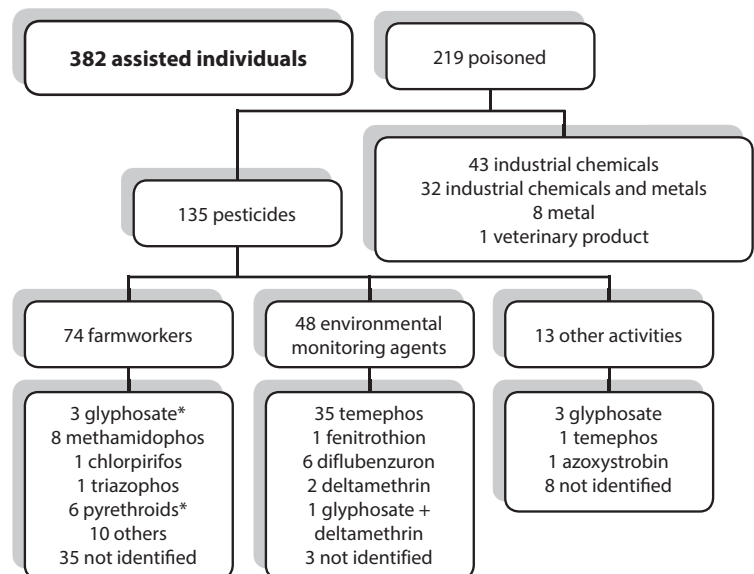 382 assisted individuals
219 poisoned
43 industrial chemicals
32 industrial chemicals and metals
8 metal
1 veterinary product
135 pesticides
74 farmworkers
48 environmental
monitoring agents
13 other activities
3 glyphosate*
8 methamidophos
1 chlorpirifos
1 triazophos
6 pyrethroids*
10 others
35 not identified
35 temephos
1 fenitrothion
6 diflubenzuron
2 deltamethrin
1 glyphosate +
deltamethrin
3 not identified
3 glyphosate
1 temephos
1 azoxystrobin
8 not identified